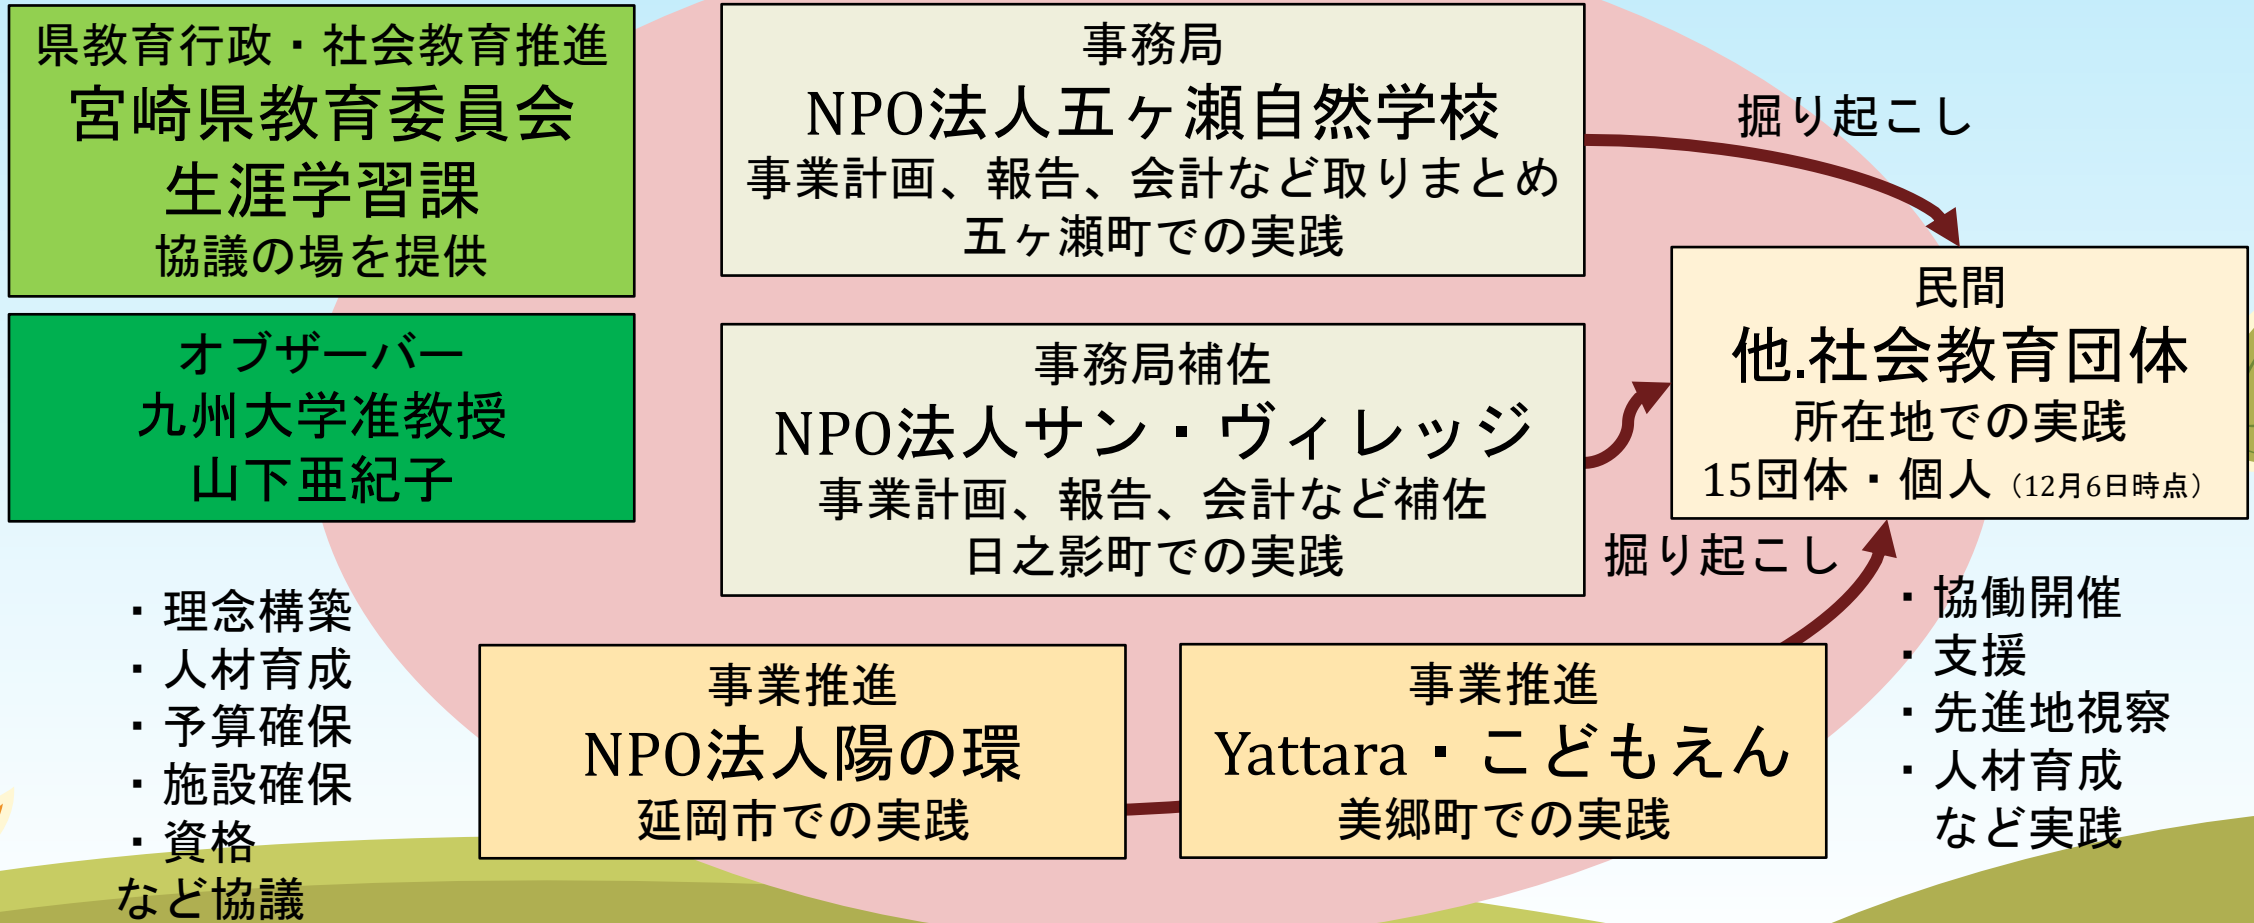 県教育行政・社会教育推進
宮崎県教育委員会
生涯学習課
協議の場を提供
オブザーバー
九州大学准教授
山下亜紀子
・理念構築
・人材育成
・予算確保
・施設確保
・資格
など協議
事務局
NPO法人五ヶ瀬自然学校
事業計画、報告、会計など取りまとめ
五ヶ瀬町での実践
事務局補佐
NPO法人サン・ヴィレッジ
事業計画、報告、会計など補佐
日之影町での実践
事業推進
NPO法人陽の環
延岡市での実践
事業推進
Yattara・こどもえん
美郷町での実践
掘り起こし
民間
他.社会教育団体
所在地での実践
15団体・個人（12月6日時点）
掘り起こし
・協働開催
・支援
・先進地視察
・人材育成
など実践